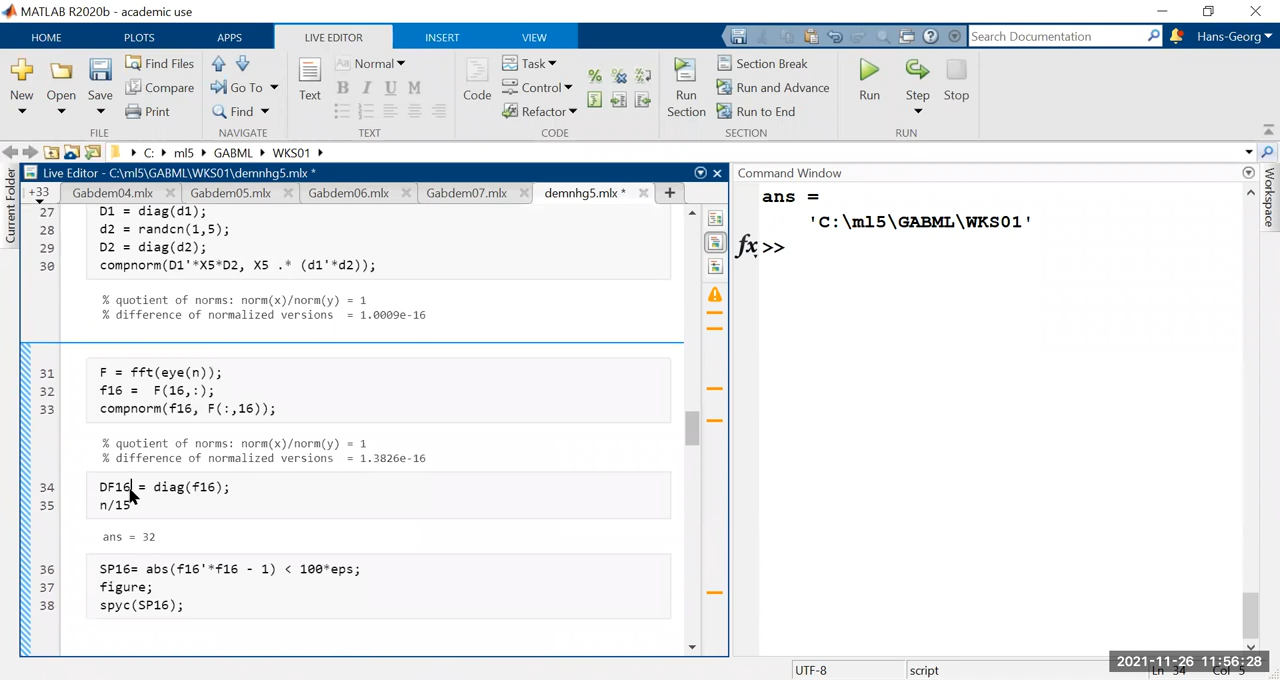 MATLAB R2020b - academic use
HOME PLOTS APPS LIVE EDITOR INSERT VIEW Search Documentation Hans-Georg
New Open Save Find Files Compare Print
FILE
Go To Find
NAVIGATE
Text Aa Normal B I U M
TEXT
Code Task Control Refactor
CODE
Run Section Section Break Run and Advance Run to End
SECTION
Run Step Stop
RUN
C: ml5 GABML WKS01
Current Folder
Live Editor - C:\ml5\GABML\WKS01\demnhg5.mlx *
+33 Gabdem04.mlx Gabdem05.mlx Gabdem06.mlx Gabdem07.mlx demnhg5.mlx * +
27 D1 = diag(d1);
28 d2 = randcn(1,5);
29 D2 = diag(d2);
30 compnorm(D1'*X5*D2, X5 .* (d1'*d2));
% quotient of norms: norm(x)/norm(y) = 1
% difference of normalized versions = 1.0009e-16
31 F = fft(eye(n));
32 f16 = F(16,:);
33 compnorm(f16, F(:,16));
% quotient of norms: norm(x)/norm(y) = 1
% difference of normalized versions = 1.3826e-16
34 DF16 = diag(f16);
35 n/15
ans = 32
36 SP16= abs(f16'*f16 - 1) < 100*eps;
37 figure;
38 spyc(SP16);
Command Window
ans =
'C:\ml5\GABML\WKS01'
fx >>
Workspace
UTF-8 script Ln 34 Col 5
2021-11-26 11:56:28